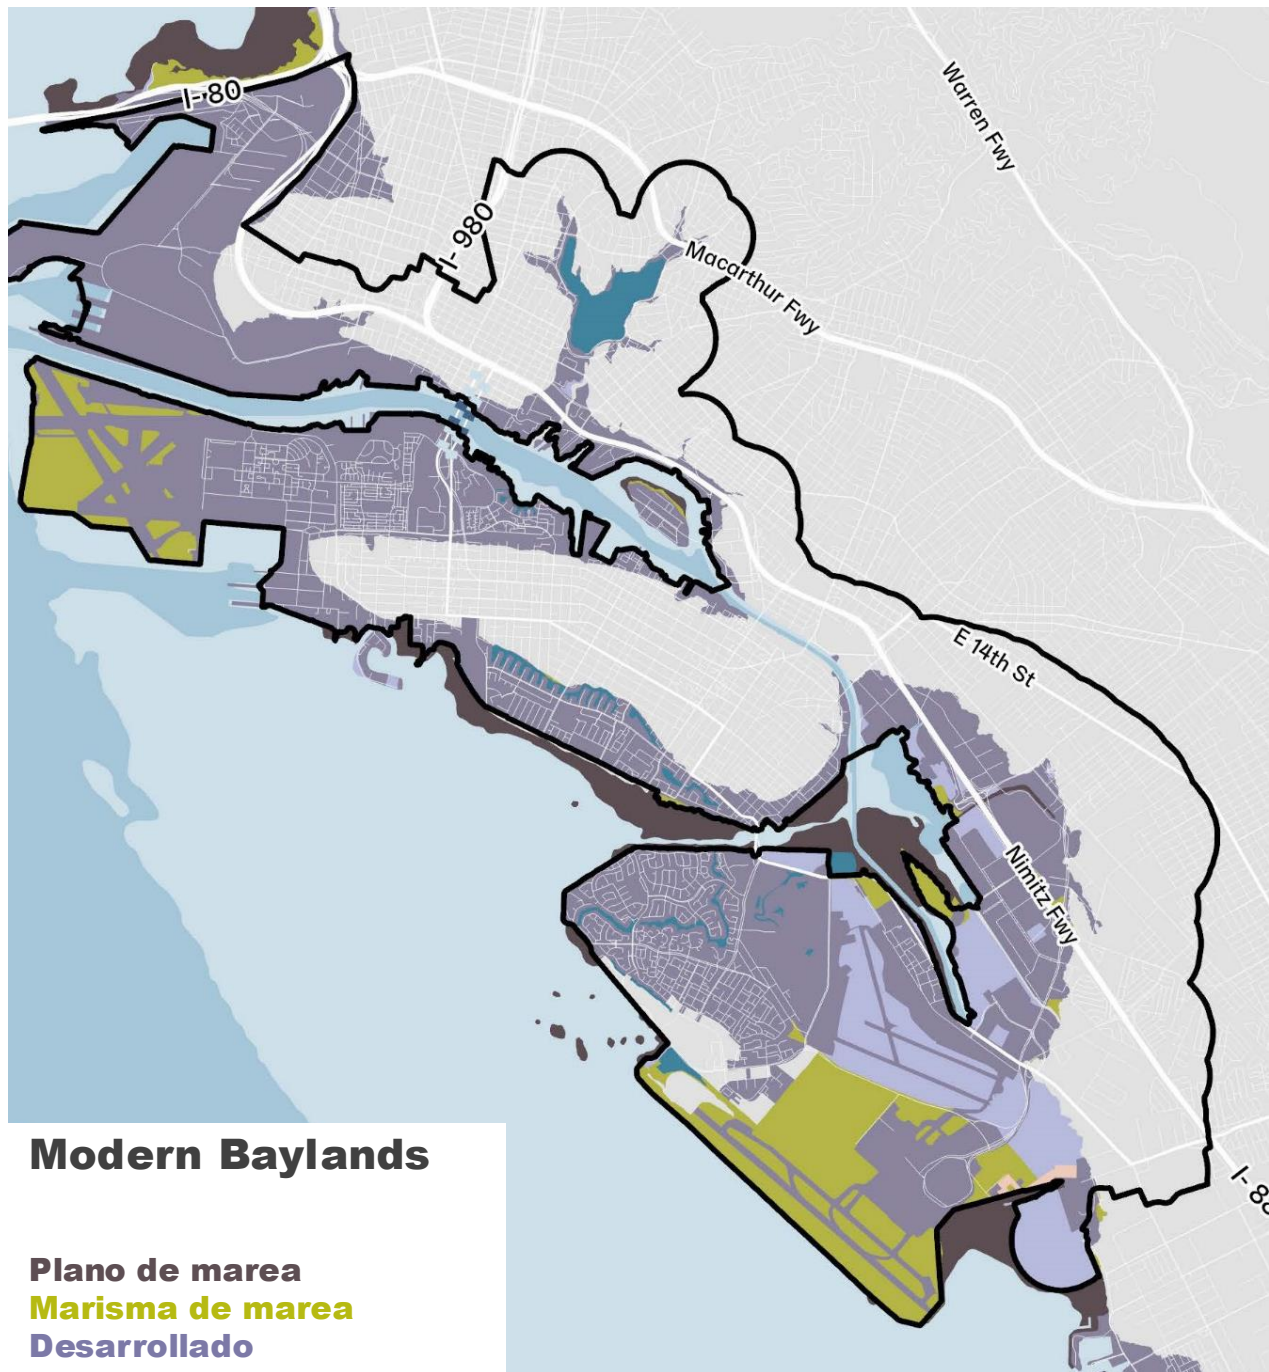 Warren Fwy
I- 80
I- 980
Macarthur Fwy
E 14th St
Nimitz Fwy
I- 88
Modern Baylands
Plano de marea
Marisma de marea
Desarrollado